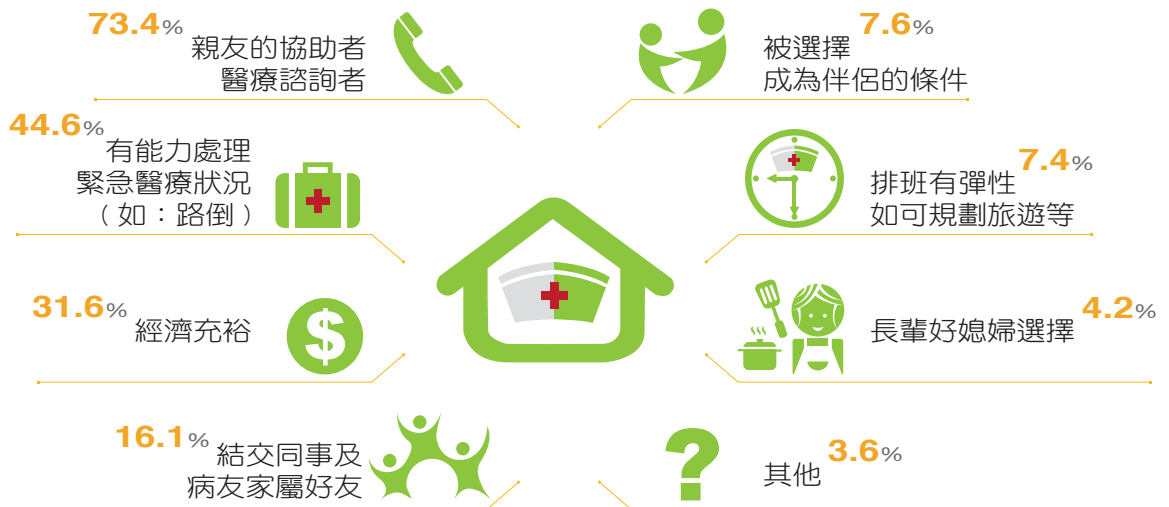 73.4%
親友的協助者
醫療諮詢者
44.6%
有能力處理
緊急醫療狀況
（如：路倒）
31.6%
經濟充裕
$
16.1%
結交同事及
病友家屬好友
7.6%
被選擇
成為伴侶的條件
7.4%
排班有彈性
如可規劃旅遊等
4.2%
長輩好媳婦選擇
?
3.6%
其他